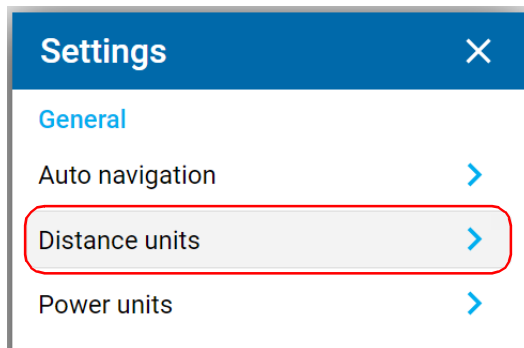 Settings
General
Auto navigation
Distance units
Power units